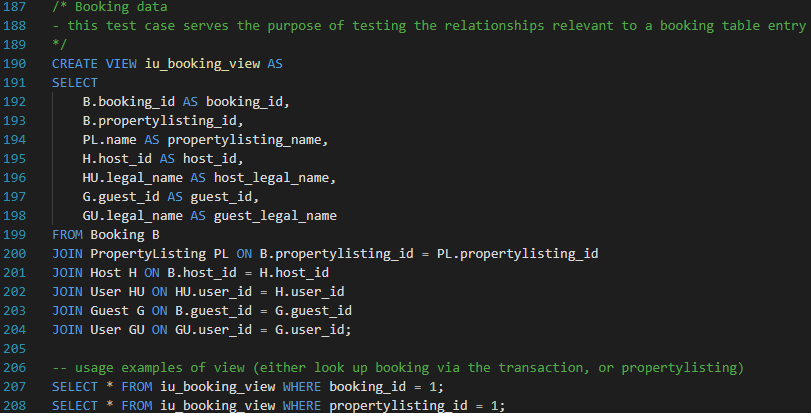 187 /* Booking data
188 - this test case serves the purpose of testing the relationships relevant to a booking table entry
189 */
190 CREATE VIEW iu_booking_view AS
191 SELECT
192     B.booking_id AS booking_id,
193     B.propertylisting_id,
194     PL.name AS propertylisting_name,
195     H.host_id AS host_id,
196     HU.legal_name AS host_legal_name,
197     G.guest_id AS guest_id,
198     GU.legal_name AS guest_legal_name
199 FROM Booking B
200 JOIN PropertyListing PL ON B.propertylisting_id = PL.propertylisting_id
201 JOIN Host H ON B.host_id = H.host_id
202 JOIN User HU ON HU.user_id = H.user_id
203 JOIN Guest G ON B.guest_id = G.guest_id
204 JOIN User GU ON GU.user_id = G.user_id;
205
206 -- usage examples of view (either look up booking via the transaction, or propertylisting)
207 SELECT * FROM iu_booking_view WHERE booking_id = 1;
208 SELECT * FROM iu_booking_view WHERE propertylisting_id = 1;